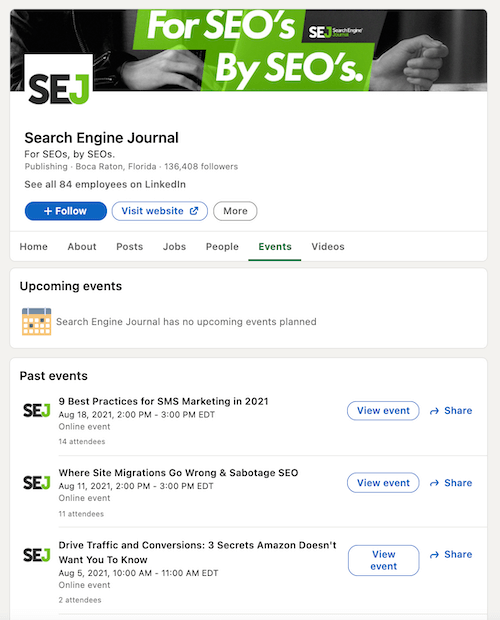 For SEO's
SEJ Search Engine Journal
By SEO's.
SEJ
Search Engine Journal
For SEOs, by SEOs.
Publishing · Boca Raton, Florida · 136,408 followers
See all 84 employees on LinkedIn
+ Follow
Visit website
More
Home About Posts Jobs People Events Videos
Upcoming events
Search Engine Journal has no upcoming events planned
Past events
SEJ
9 Best Practices for SMS Marketing in 2021
Aug 18, 2021, 2:00 PM - 3:00 PM EDT
Online event
14 attendees
View event
Share
SEJ
Where Site Migrations Go Wrong & Sabotage SEO
Aug 11, 2021, 2:00 PM - 3:00 PM EDT
Online event
11 attendees
View event
Share
SEJ
Drive Traffic and Conversions: 3 Secrets Amazon Doesn't
Want You To Know
Aug 5, 2021, 10:00 AM - 11:00 AM EDT
Online event
2 attendees
View
event
Share